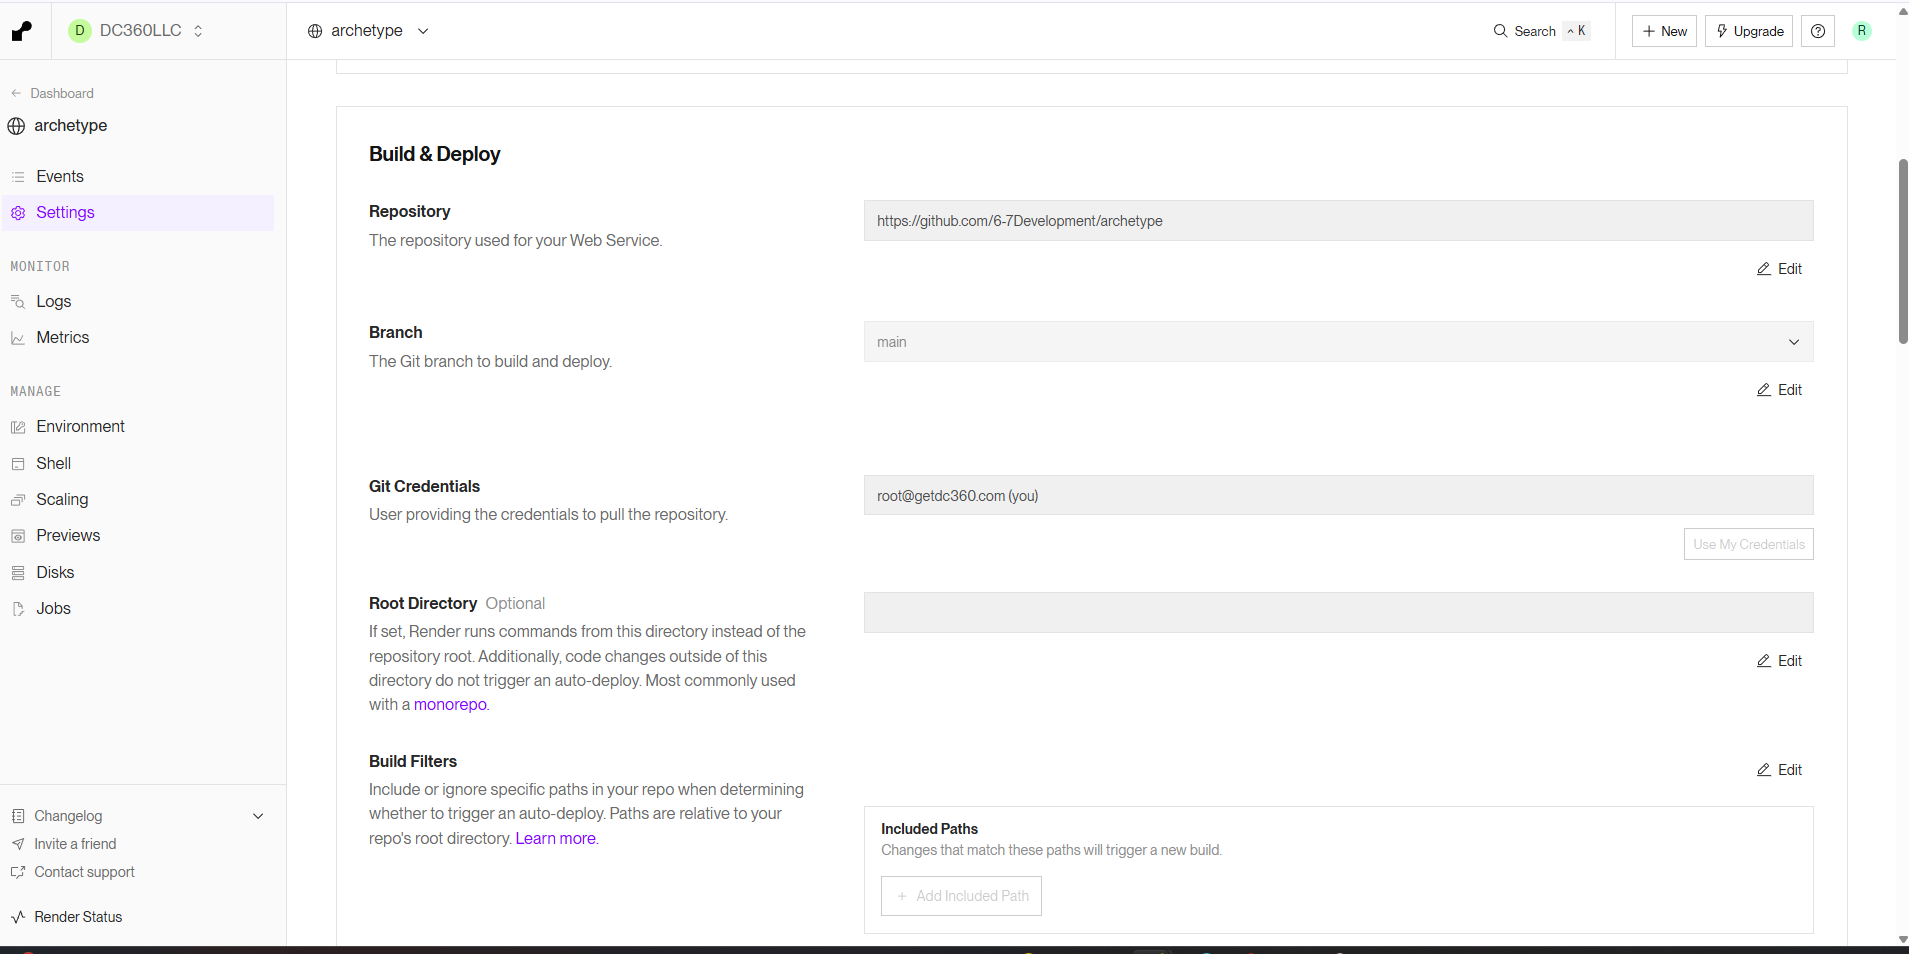 D DC360LLC
archetype
Search ^ K
+ New
Upgrade
R
Dashboard
archetype
Events
Settings
MONITOR
Logs
Metrics
MANAGE
Environment
Shell
Scaling
Previews
Disks
Jobs
Changelog
Invite a friend
Contact support
Render Status
Build & Deploy
Repository
The repository used for your Web Service.
https://github.com/6-7Development/archetype
Edit
Branch
The Git branch to build and deploy.
main
Edit
Git Credentials
User providing the credentials to pull the repository.
root@getdc360.com (you)
Use My Credentials
Root Directory Optional
If set, Render runs commands from this directory instead of the
repository root. Additionally, code changes outside of this
directory do not trigger an auto-deploy. Most commonly used
with a monorepo.
Edit
Build Filters
Include or ignore specific paths in your repo when determining
whether to trigger an auto-deploy. Paths are relative to your
repo's root directory. Learn more.
Edit
Included Paths
Changes that match these paths will trigger a new build.
+ Add Included Path